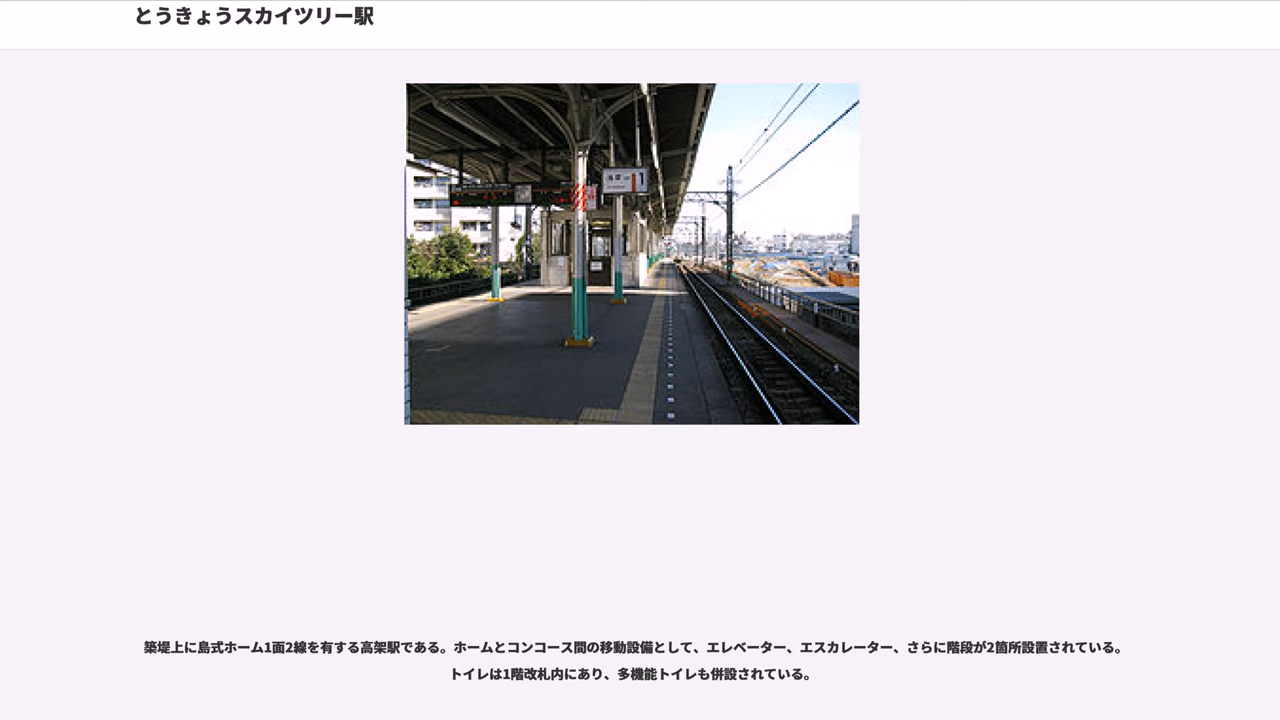 とうきょうスカイツリー駅
1
築堤上に島式ホーム1面2線を有する高架駅である。ホームとコンコース間の移動設備として、エレベーター、エスカレーター、さらに階段が2箇所設置されている。
トイレは1階改札内にあり、多機能トイレも併設されている。